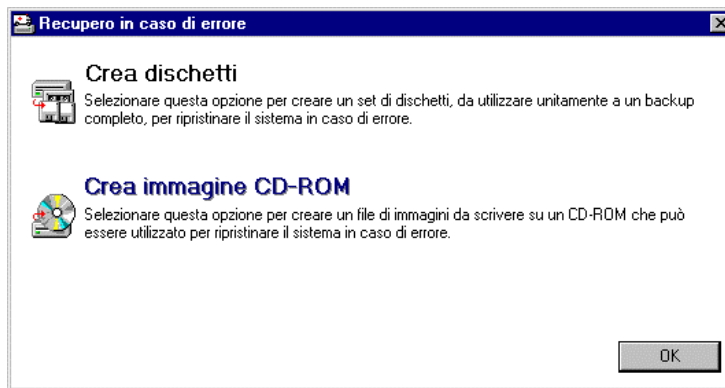 Recupero in caso di errore
Crea dischetti
Selezionare questa opzione per creare un set di dischetti, da utilizzare unitamente a un backup
completo, per ripristinare il sistema in caso di errore.
Crea immagine CD-ROM
Selezionare questa opzione per creare un file di immagini da scrivere su un CD-ROM che può
essere utilizzato per ripristinare il sistema in caso di errore.
OK